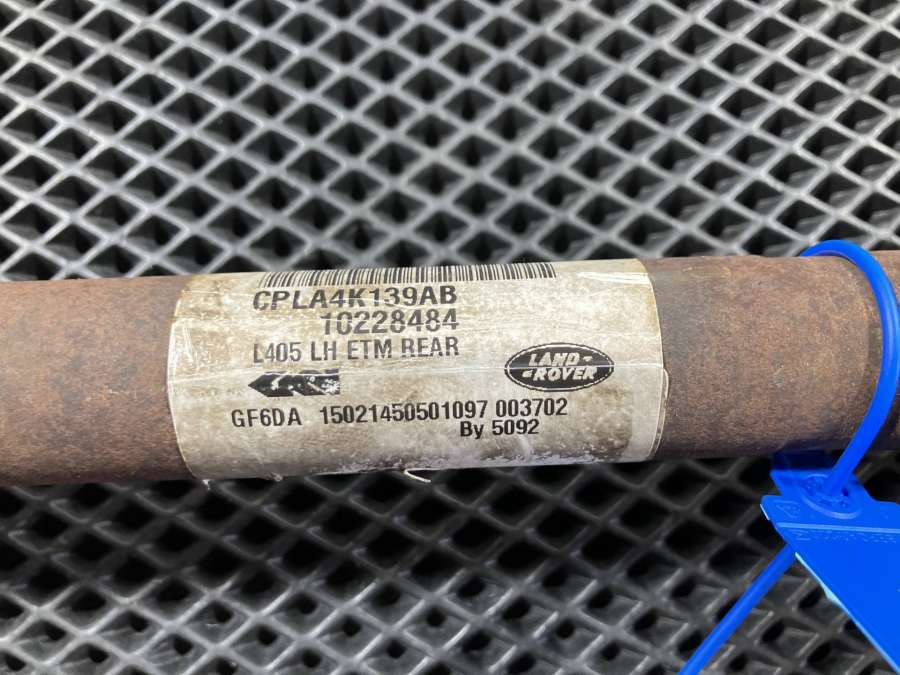 CPLA4K139AB
10228484
L405 LH ETM REAR
LAND
ROVER
GF6DA 15021450501097 003702
By 5092